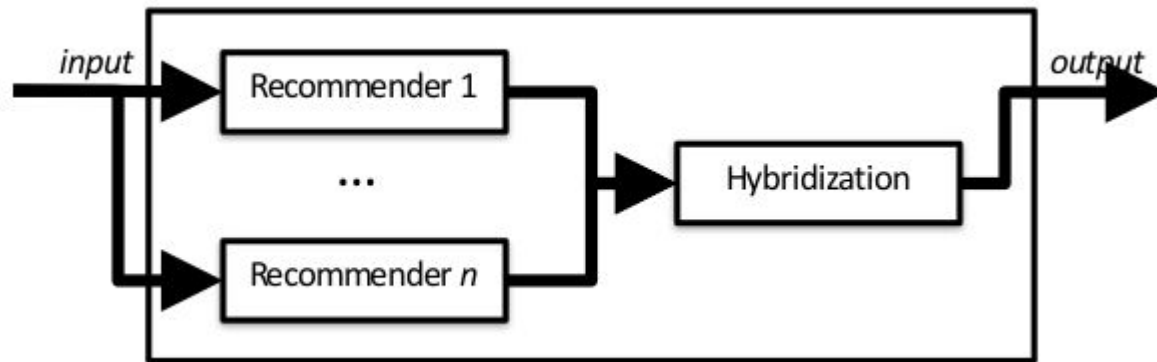 input
Recommender 1
output
...
Hybridization
Recommender n